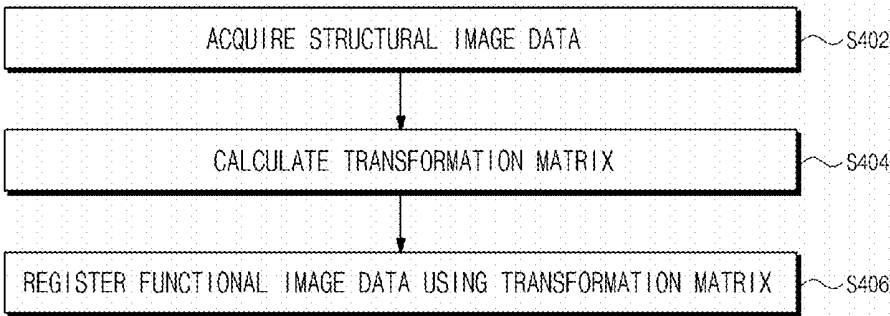 ACQUIRE STRUCTURAL IMAGE DATA S402
CALCULATE TRANSFORMATION MATRIX S404
REGISTER FUNCTIONAL IMAGE DATA USING TRANSFORMATION MATRIX S406